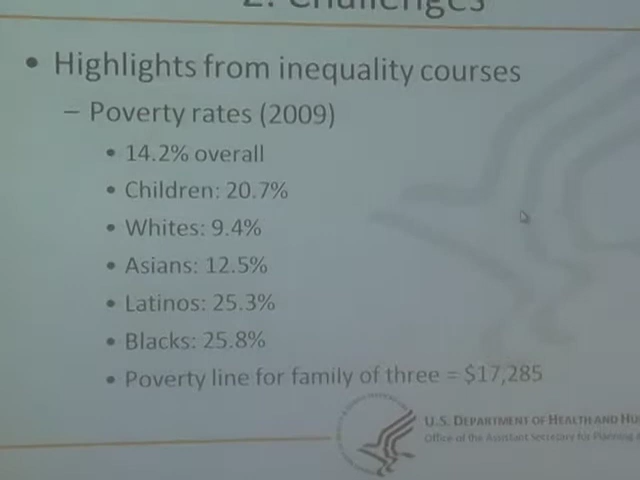 2. Challenges
• Highlights from inequality courses
– Poverty rates (2009)
• 14.2% overall
• Children: 20.7%
• Whites: 9.4%
• Asians: 12.5%
• Latinos: 25.3%
• Blacks: 25.8%
• Poverty line for family of three = $17,285
U.S. DEPARTMENT OF HEALTH AND HU
Office of the Assistant Secretary for Planning